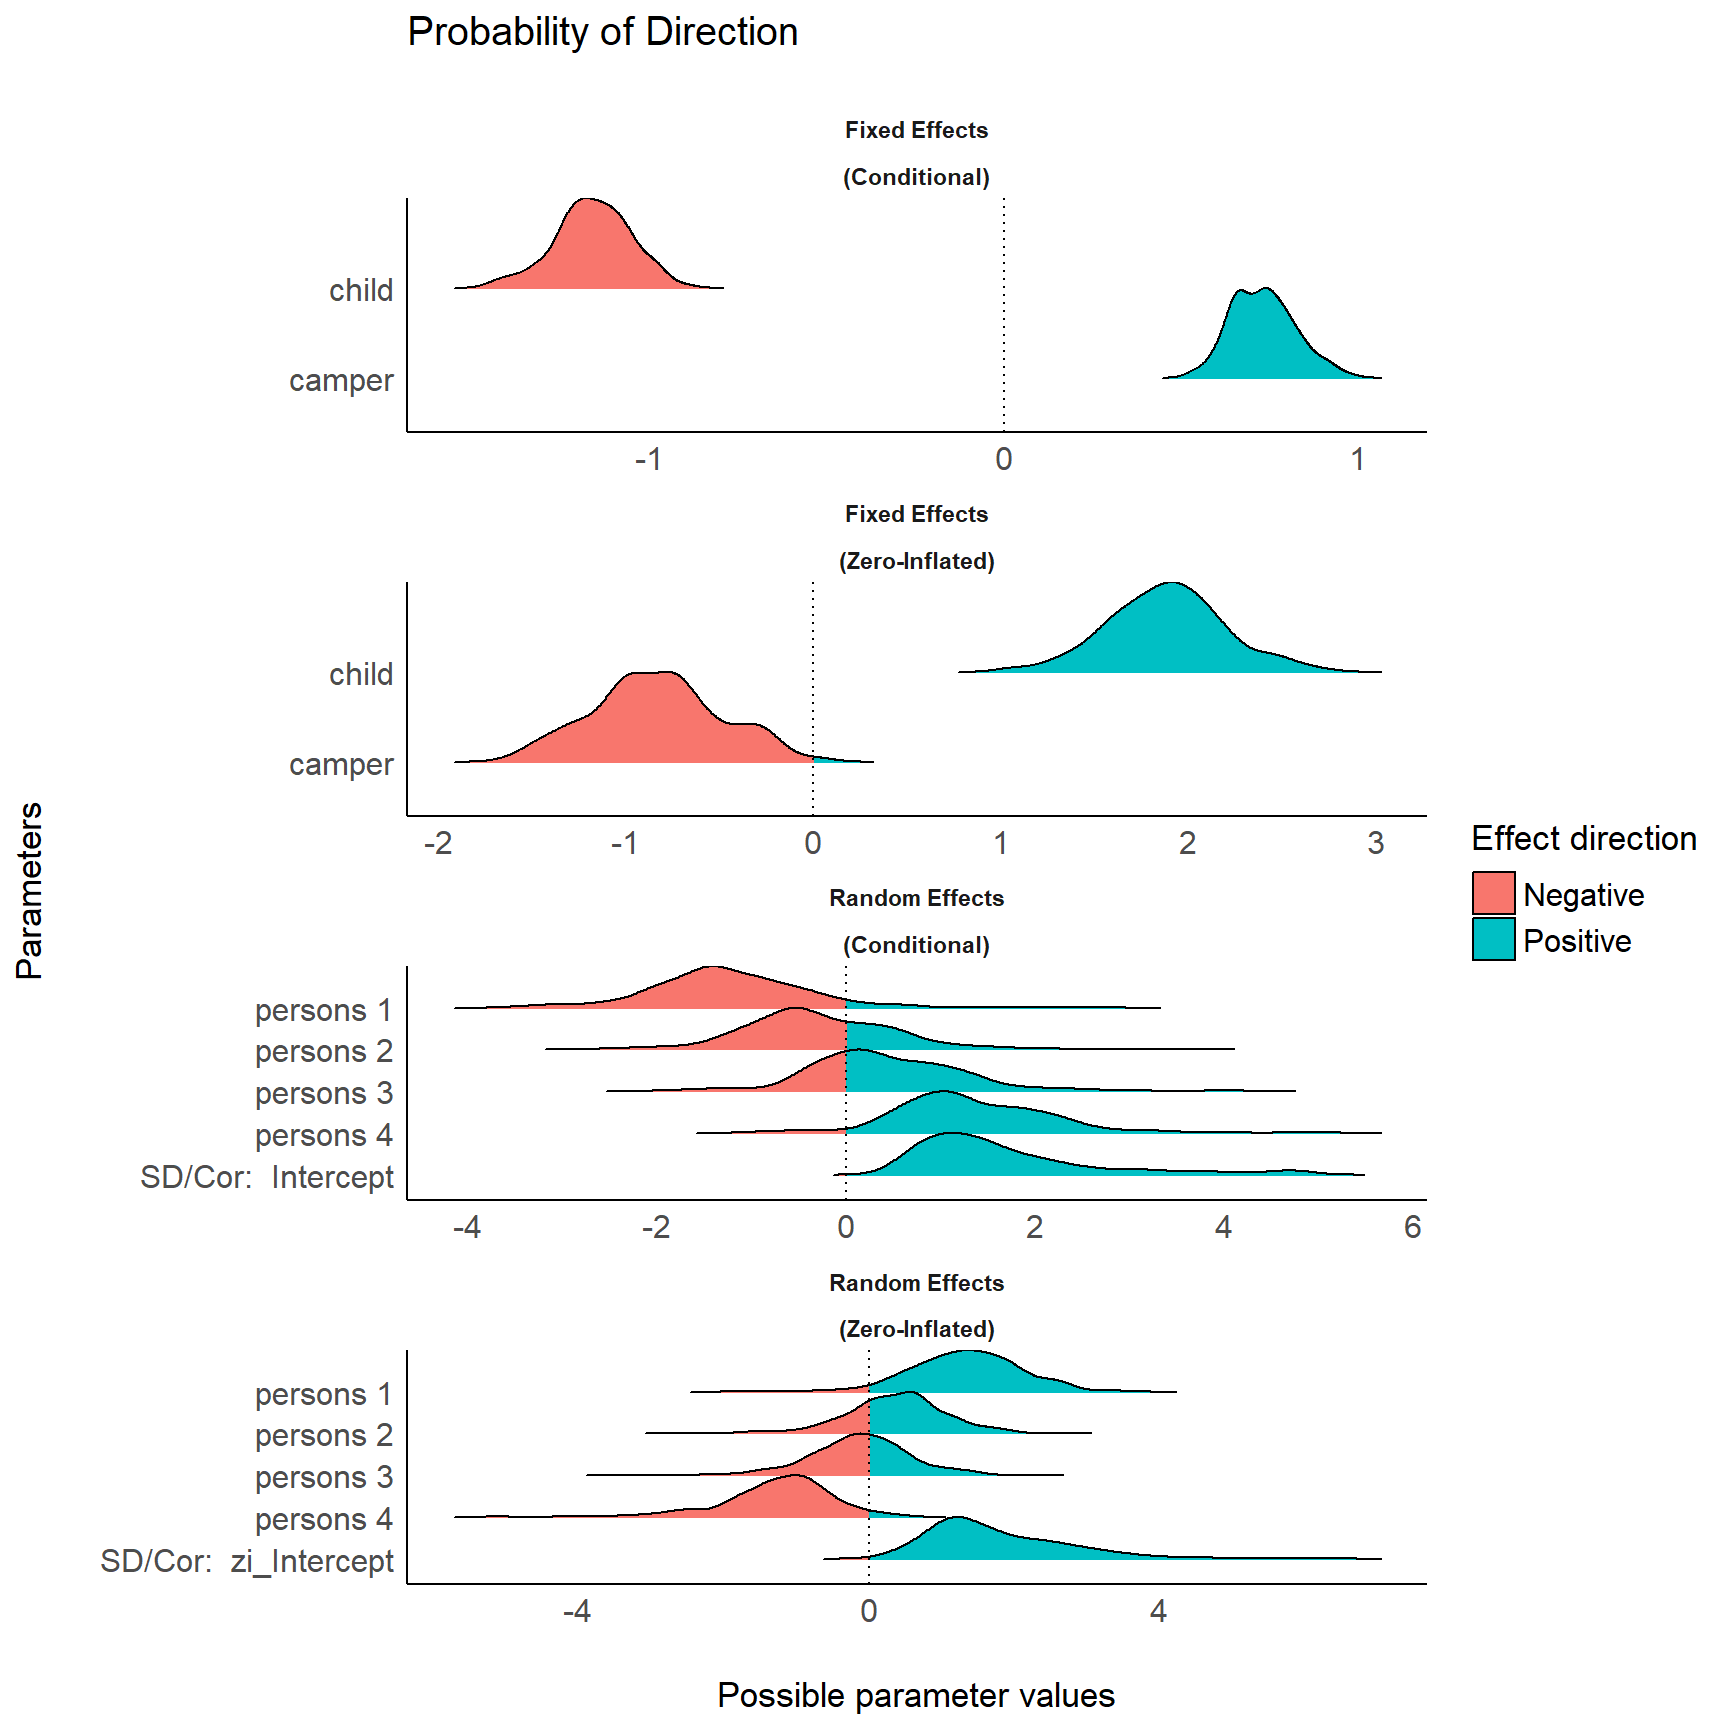 Probability of Direction
Fixed Effects
(Conditional)
child
camper
-1 0 1
Fixed Effects
(Zero-Inflated)
child
camper
-2 -1 0 1 2 3
Random Effects
(Conditional)
persons 1
persons 2
persons 3
persons 4
SD/Cor: Intercept
-4 -2 0 2 4 6
Random Effects
(Zero-Inflated)
persons 1
persons 2
persons 3
persons 4
SD/Cor: zi_Intercept
-4 0 4
Possible parameter values
Parameters
Effect direction
Negative
Positive